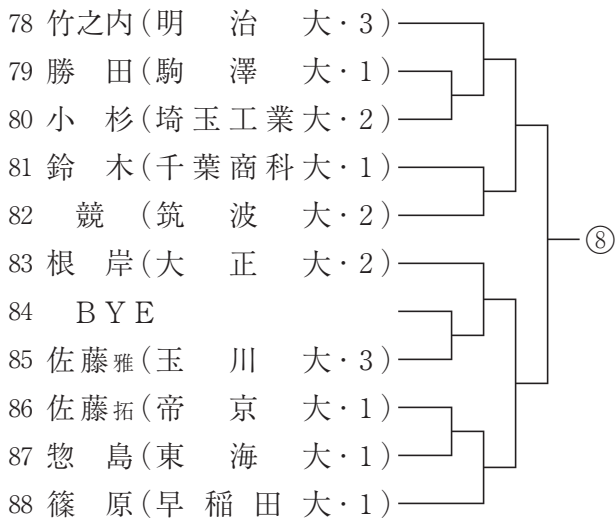 78 竹之内(明治大・3)
79 勝田(駒澤大・1)
80 小杉(埼玉工業大・2)
81 鈴木(千葉商科大・1)
82 競(筑波大・2)
83 根岸(大正大・2)
84 BYE
85 佐藤雅(玉川大・3)
86 佐藤拓(帝京大・1)
87 惣島(東海大・1)
88 篠原(早稲田大・1)
⑧